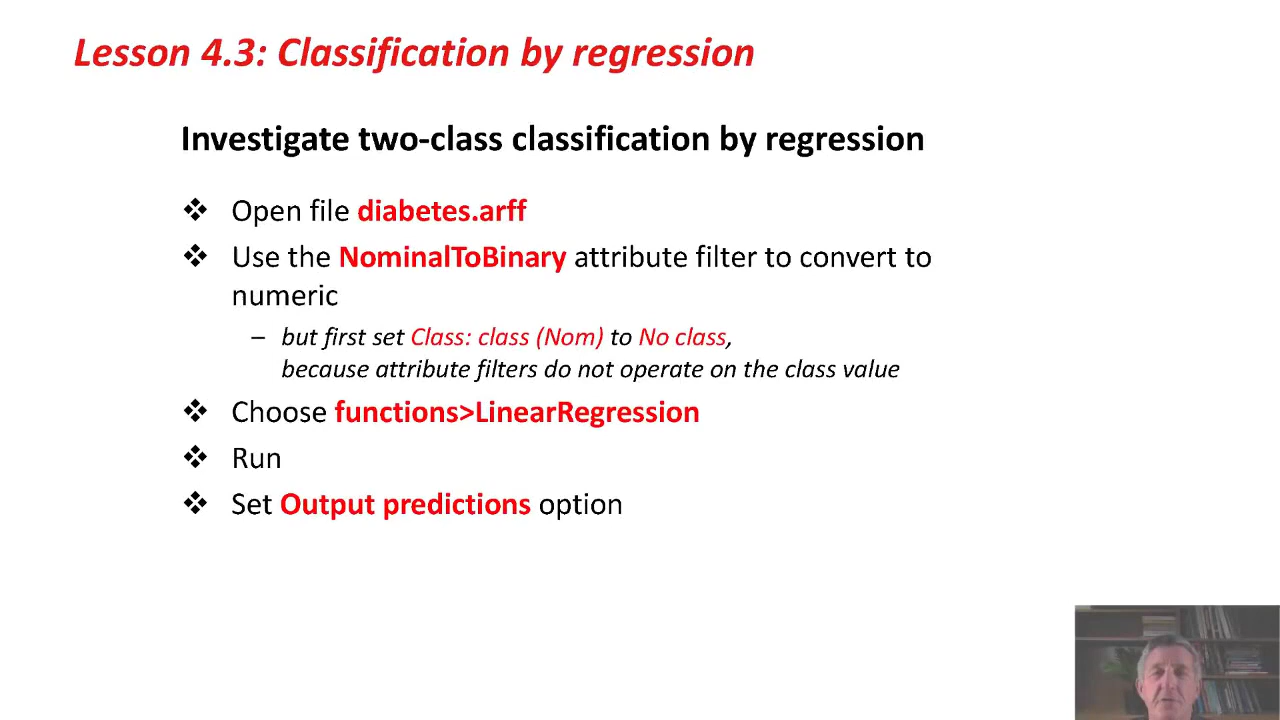 Lesson 4.3: Classification by regression
Investigate two-class classification by regression
❖ Open file diabetes.arff
❖ Use the NominalToBinary attribute filter to convert to
numeric
– but first set Class: class (Nom) to No class,
because attribute filters do not operate on the class value
❖ Choose functions>LinearRegression
❖ Run
❖ Set Output predictions option